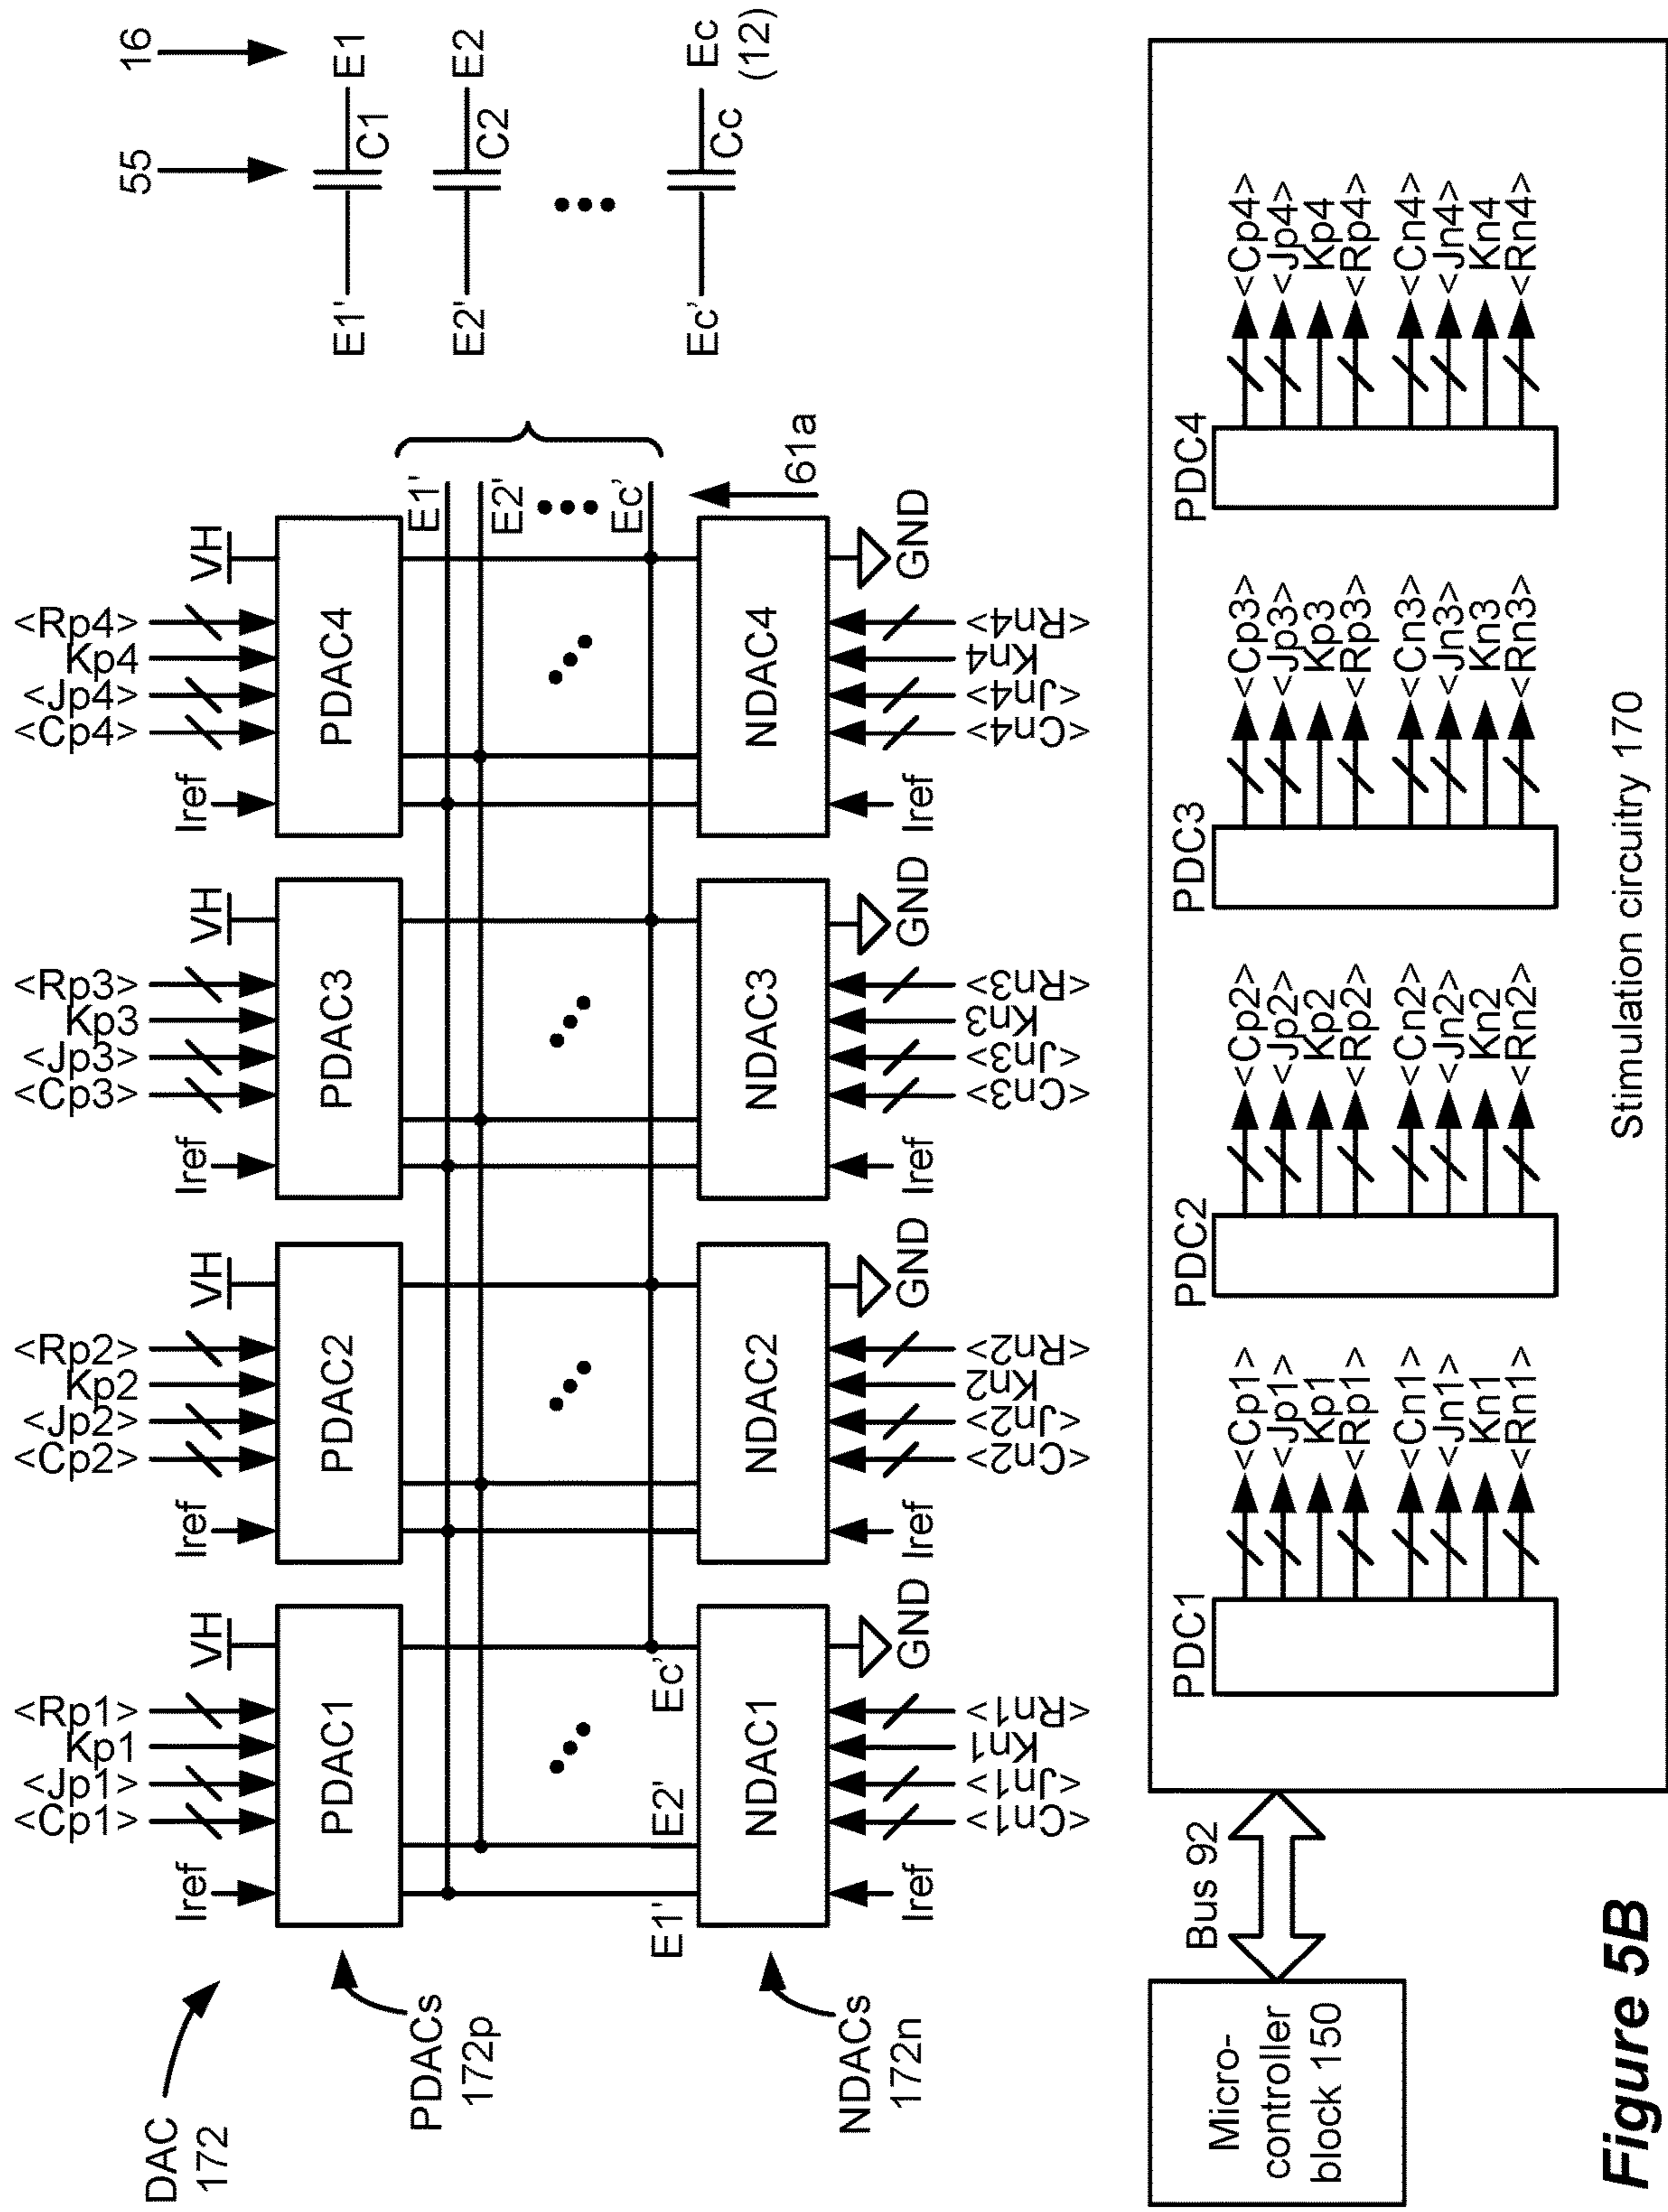 DAC
172
PDACs
172p
NDACs
172n
Iref
<Cp1>
<Jp1>
Kp1
<Rp1>
VH
Iref
<Cp2>
<Jp2>
Kp2
<Rp2>
VH
Iref
<Cp3>
<Jp3>
Kp3
<Rp3>
VH
Iref
<Cp4>
<Jp4>
Kp4
<Rp4>
VH
PDAC1
PDAC2
PDAC3
PDAC4
E1'
E2'
Ec'
E1'
E2'
Ec'
61a
NDAC1
NDAC2
NDAC3
NDAC4
Iref
<Cn1>
<Jn1>
Kn1
<Rn1>
GND
Iref
<Cn2>
<Jn2>
Kn2
<Rn2>
GND
Iref
<Cn3>
<Jn3>
Kn3
<Rn3>
GND
Iref
<Cn4>
<Jn4>
Kn4
<Rn4>
GND
55
16
E1'
C1
E1
E2'
C2
E2
Ec'
Cc
Ec
(12)
Micro-
controller
block 150
Bus 92
PDC1
<Cp1>
<Jp1>
Kp1
<Rp1>
<Cn1>
<Jn1>
Kn1
<Rn1>
PDC2
<Cp2>
<Jp2>
Kp2
<Rp2>
<Cn2>
<Jn2>
Kn2
<Rn2>
PDC3
<Cp3>
<Jp3>
Kp3
<Rp3>
<Cn3>
<Jn3>
Kn3
<Rn3>
PDC4
<Cp4>
<Jp4>
Kp4
<Rp4>
<Cn4>
<Jn4>
Kn4
<Rn4>
Stimulation circuitry 170
Figure 5B